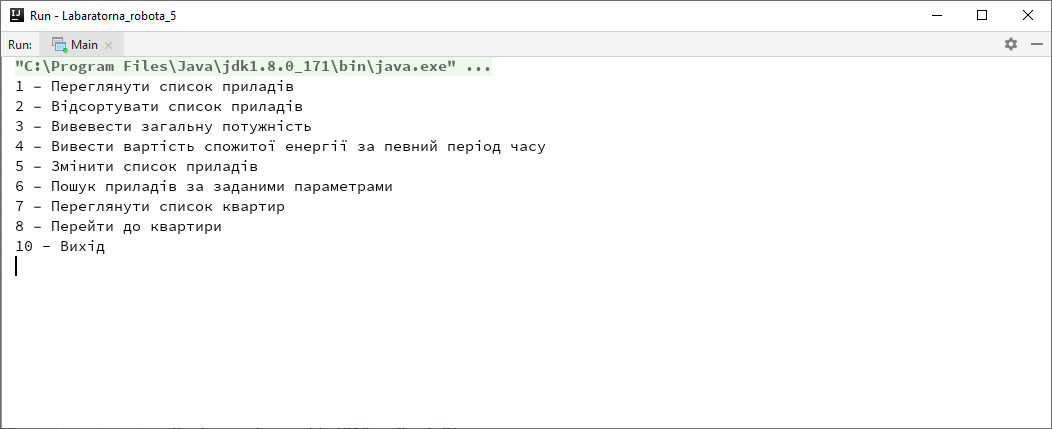 Run - Labaratorna_robota_5
Run: Main
"C:\Program Files\Java\jdk1.8.0_171\bin\java.exe" ...
1 – Переглянути список приладів
2 – Відсортувати список приладів
3 – Вивевести загальну потужність
4 – Вивести вартість спожитої енергії за певний період часу
5 – Змінити список приладів
6 – Пошук приладів за заданими параметрами
7 – Переглянути список квартир
8 – Перейти до квартири
10 – Вихід